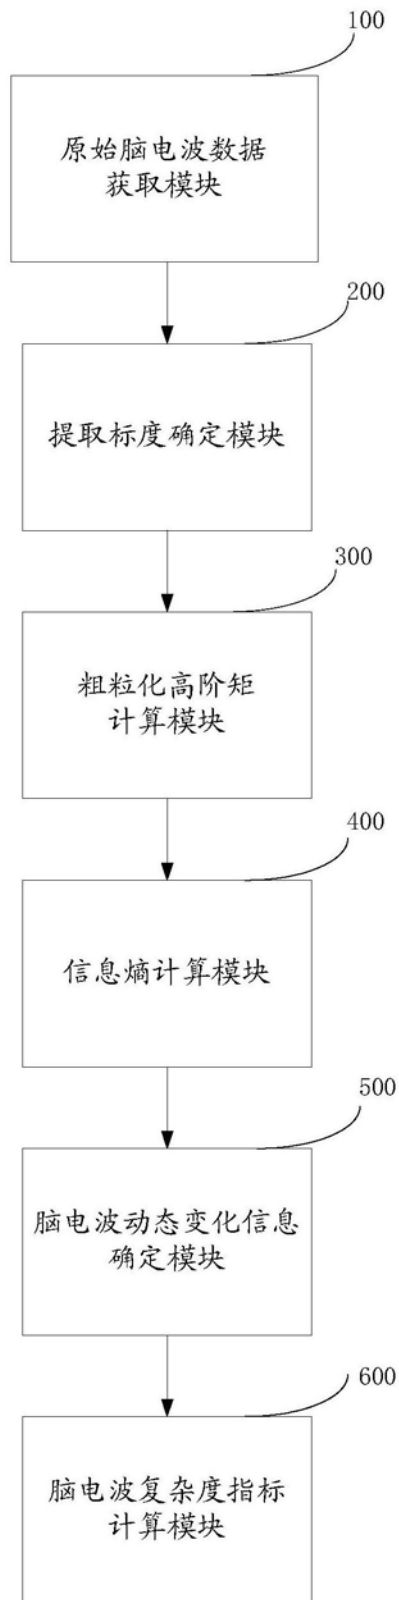 100
原始脑电波数据
获取模块
200
提取标度确定模块
300
粗粒化高阶矩
计算模块
400
信息熵计算模块
500
脑电波动态变化信息
确定模块
600
脑电波复杂度指标
计算模块